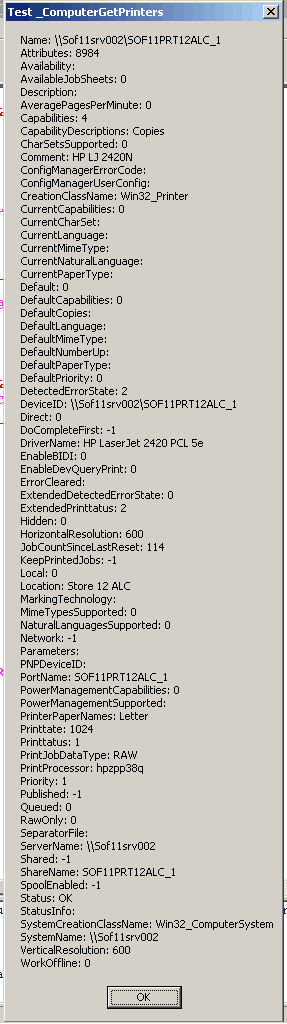 Test _ComputerGetPrinters
Name: \\Sof11srv002\SOF11PRT12ALC_1
Attributes: 8984
Availability:
AvailableJobSheets: 0
Description:
AveragePagesPerMinute: 0
Capabilities: 4
CapabilityDescriptions: Copies
CharSetsSupported: 0
Comment: HP LJ 2420N
ConfigManagerErrorCode:
ConfigManagerUserConfig:
CreationClassName: Win32_Printer
CurrentCapabilities: 0
CurrentCharSet:
CurrentLanguage:
CurrentMimeType:
CurrentNaturalLanguage:
CurrentPaperType:
Default: 0
DefaultCapabilities: 0
DefaultCopies:
DefaultLanguage:
DefaultMimeType:
DefaultNumberUp:
DefaultPaperType:
DefaultPriority: 0
DetectedErrorState: 2
DeviceID: \\Sof11srv002\SOF11PRT12ALC_1
Direct: 0
DoCompleteFirst: -1
DriverName: HP LaserJet 2420 PCL 5e
EnableBIDI: 0
EnableDevQueryPrint: 0
ErrorCleared:
ExtendedDetectedErrorState: 0
ExtendedPrinttatus: 2
Hidden: 0
HorizontalResolution: 600
JobCountSinceLastReset: 114
KeepPrintedJobs: -1
Local: 0
Location: Store 12 ALC
MarkingTechnology:
MimeTypesSupported: 0
NaturalLanguagesSupported: 0
Network: -1
Parameters:
PNPDeviceID:
PortName: SOF11PRT12ALC_1
PowerManagementCapabilities: 0
PowerManagementSupported:
PrinterPaperNames: Letter
Printtate: 1024
Printtatus: 1
PrintJobDataType: RAW
PrintProcessor: hpzpp38q
Priority: 1
Published: -1
Queued: 0
RawOnly: 0
SeparatorFile:
ServerName: \\Sof11srv002
Shared: -1
ShareName: SOF11PRT12ALC_1
SpoolEnabled: -1
Status: OK
StatusInfo:
SystemCreationClassName: Win32_ComputerSystem
SystemName: \\Sof11srv002
VerticalResolution: 600
WorkOffline: 0
OK